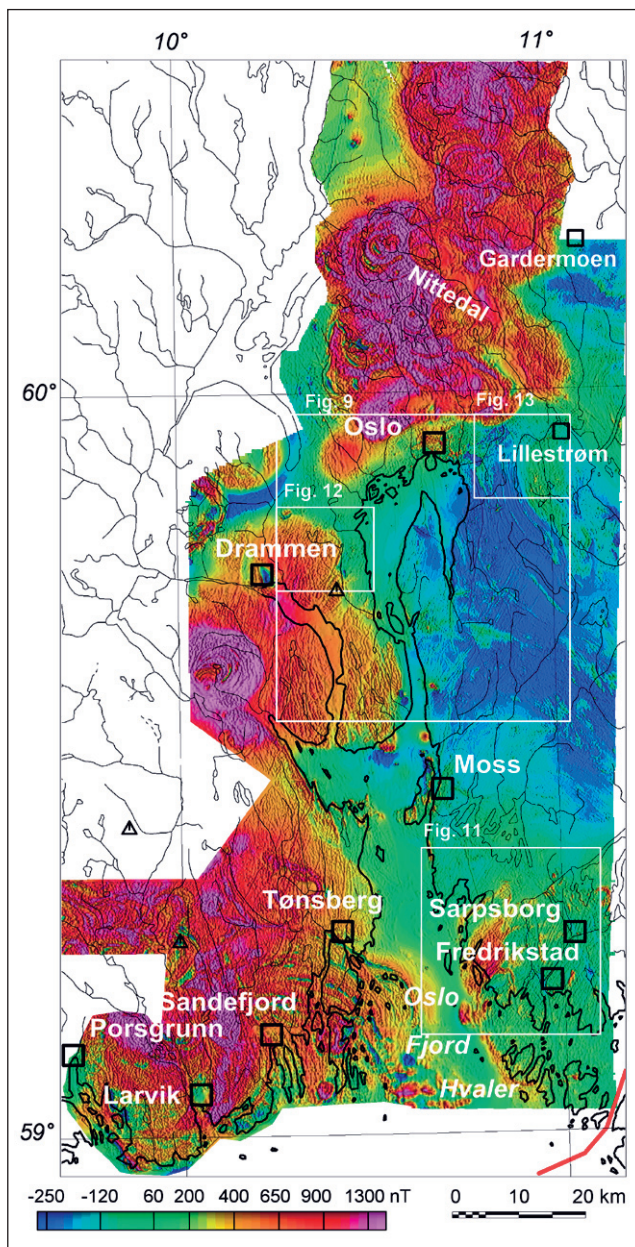 10° 11°
Gardermoen
Nittedal
60°
Fig. 9 Fig. 13
Oslo
Lillestrøm
Fig. 12
Drammen
Moss
Fig. 11
Tønsberg
Sarpsborg
Fredrikstad
Oslo
Sandefjord
Porsgrunn
Fjord
Larvik
Hvaler
59°
-250 -120 60 200 400 650 900 1300 nT
0 10 20 km